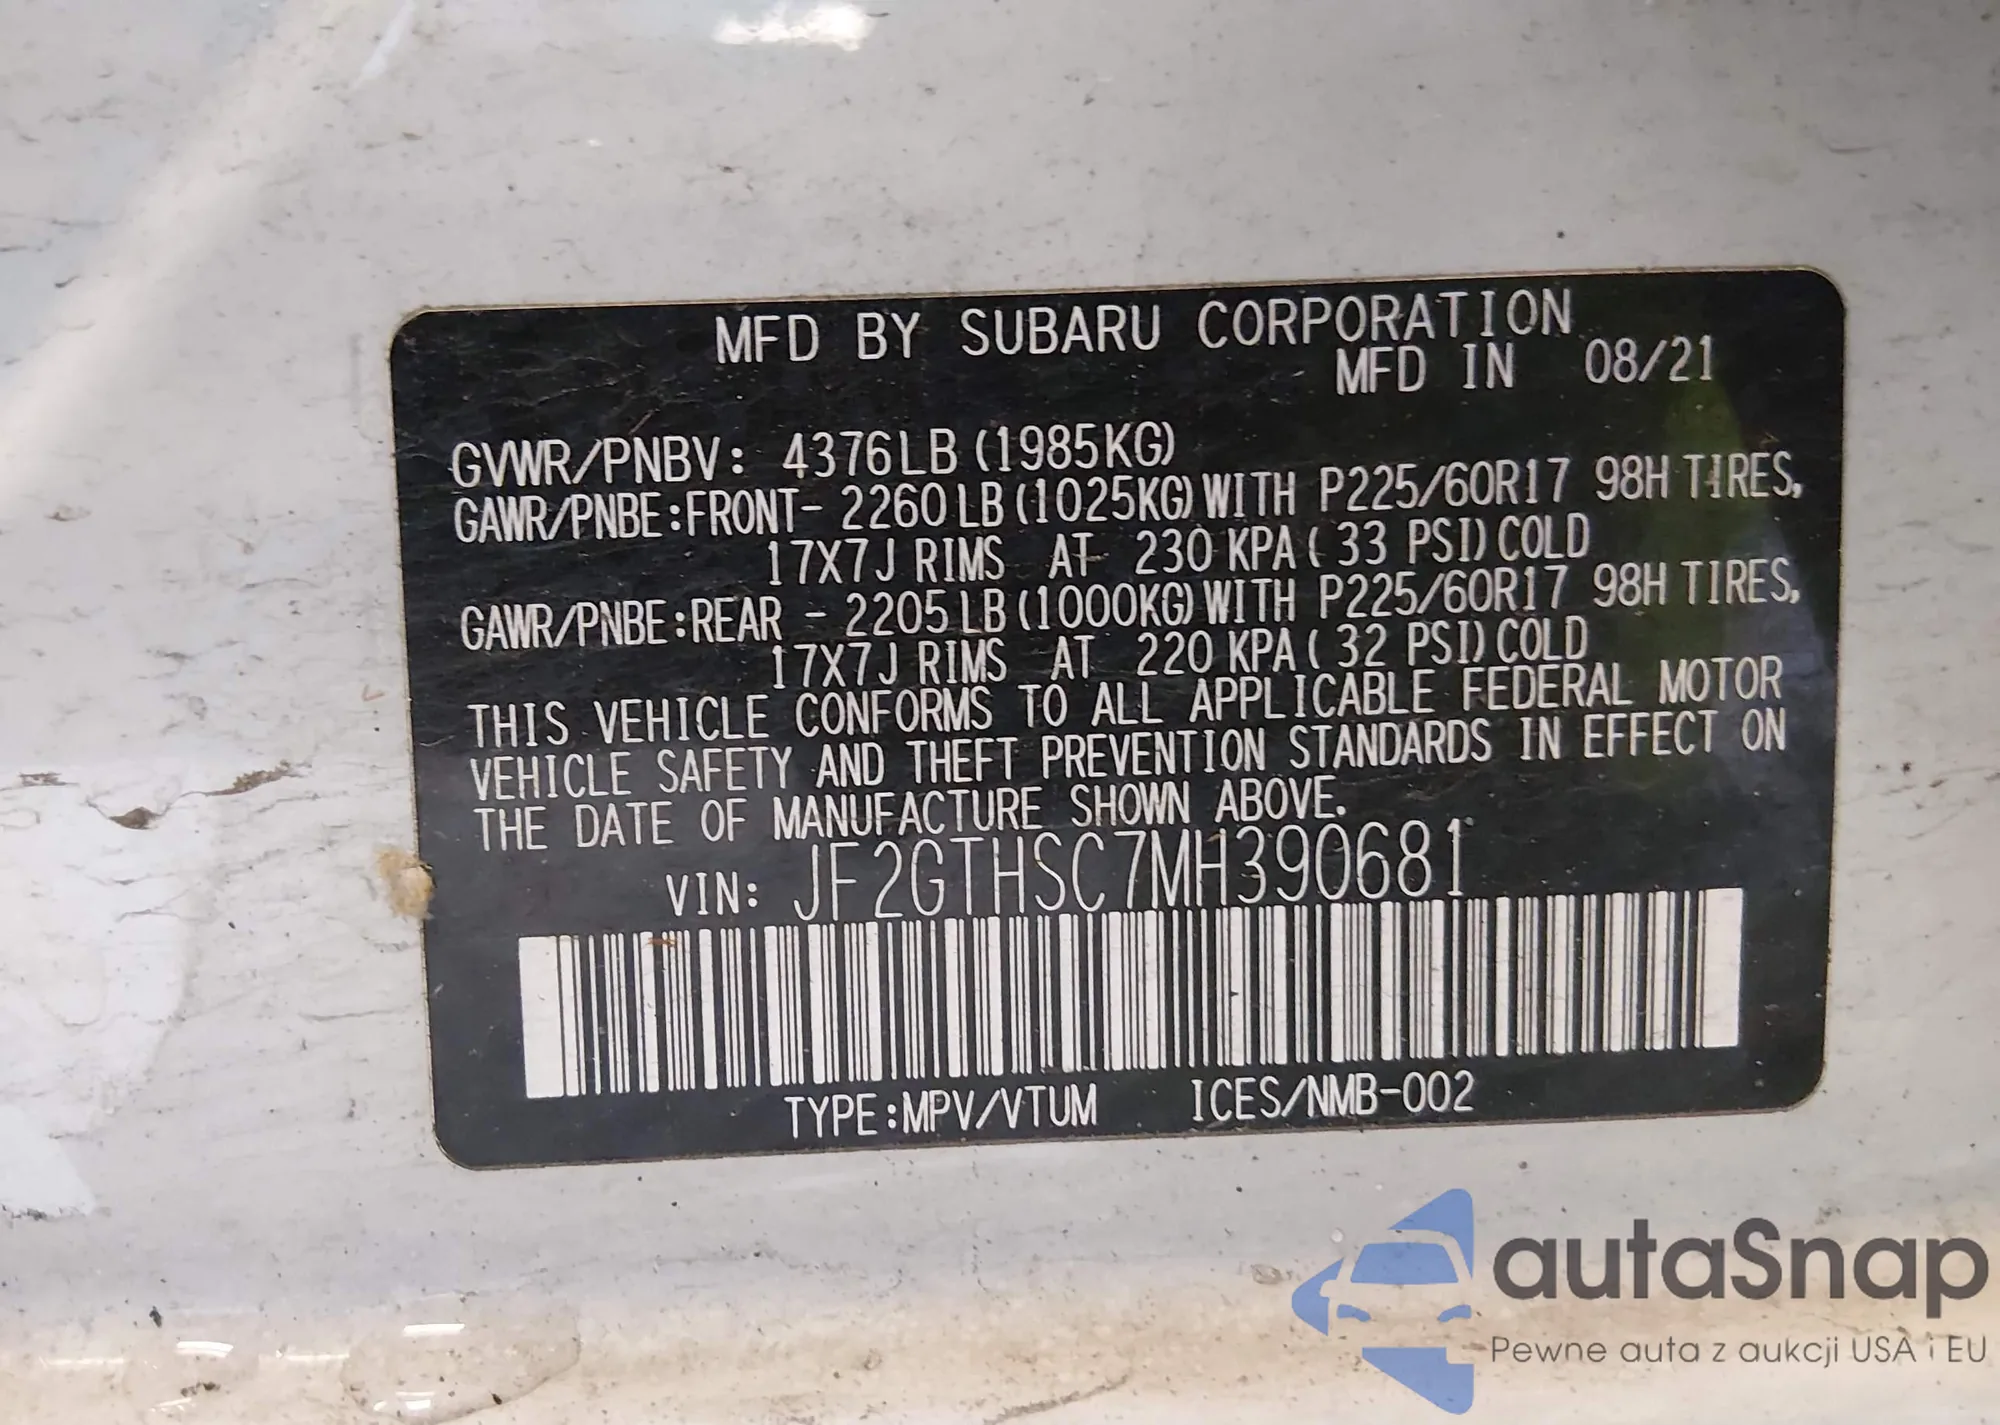 MFD BY SUBARU CORPORATION
MFD IN 08/21
GVWR/PNBV: 4376LB (1985KG)
GAWR/PNBE:FRONT- 2260LB (1025KG) WITH P225/60R17 98H TIRES,
17X7J RIMS AT 230 KPA( 33 PSI) COLD
GAWR/PNBE:REAR - 2205LB (1000KG) WITH P225/60R17 98H TIRES,
17X7J RIMS AT 220 KPA( 32 PSI) COLD
THIS VEHICLE CONFORMS TO ALL APPLICABLE FEDERAL MOTOR
VEHICLE SAFETY AND THEFT PREVENTION STANDARDS IN EFFECT ON
THE DATE OF MANUFACTURE SHOWN ABOVE.
VIN: JF2GTHSC7MH390681
TYPE:MPV/VTUM ICES/NMB-002
autaSnap
Pewne auta z aukcji USA i EU